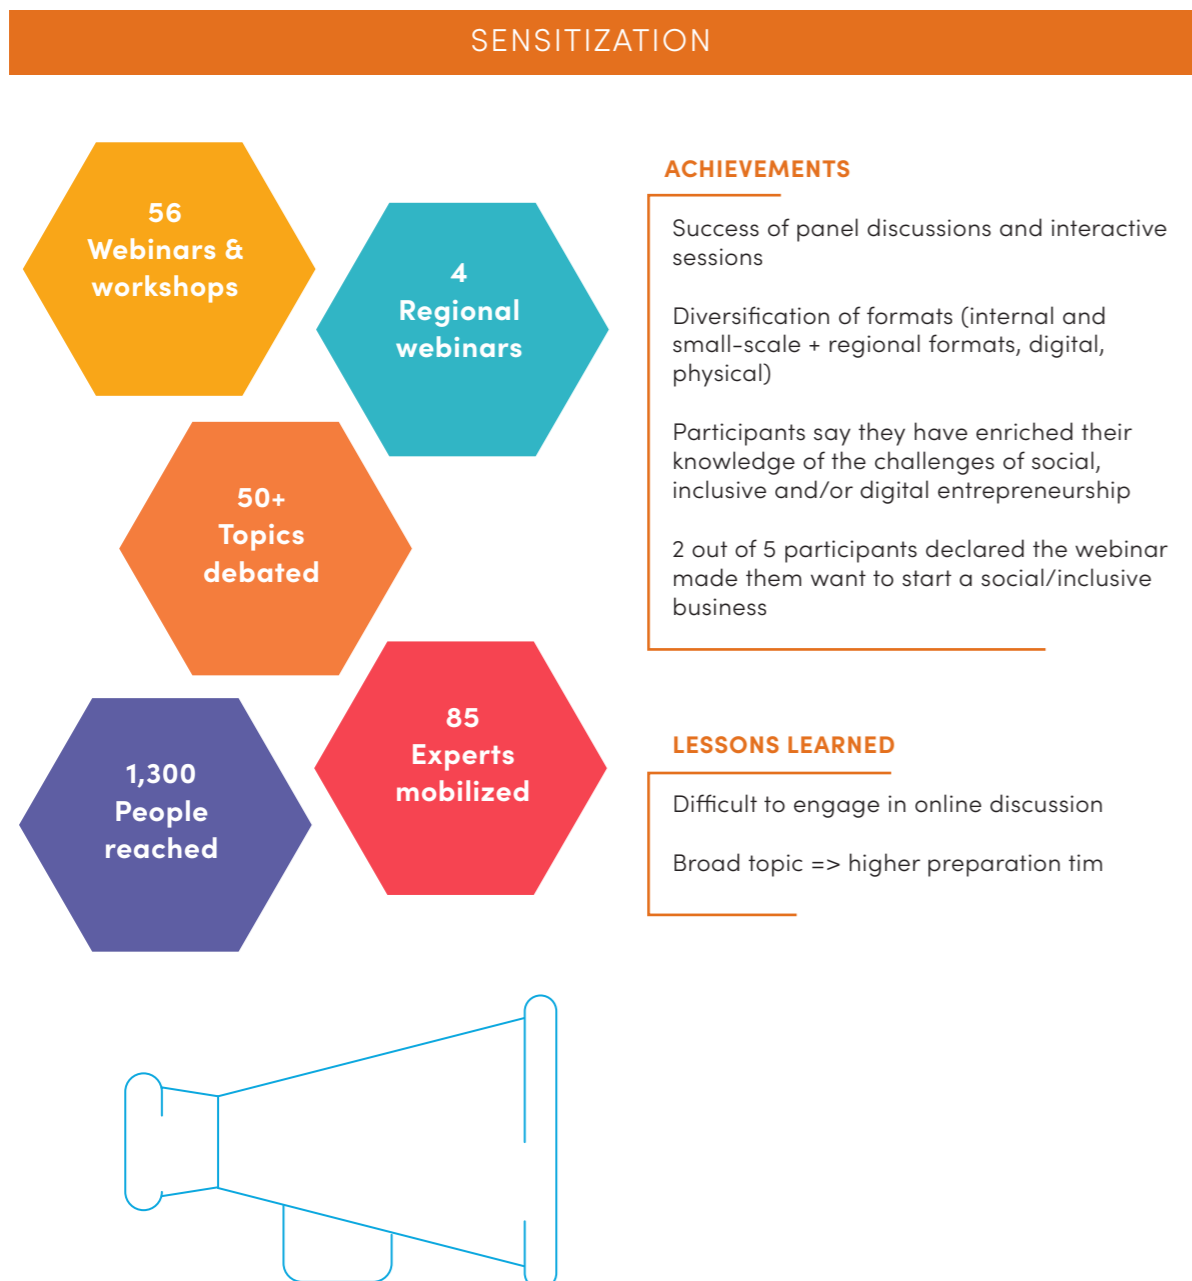 SENSITIZATION
56
Webinars &
workshops
4
Regional
webinars
50+
Topics
debated
85
Experts
mobilized
1,300
People
reached
ACHIEVEMENTS
Success of panel discussions and interactive
sessions
Diversification of formats (internal and
small-scale + regional formats, digital,
physical)
Participants say they have enriched their
knowledge of the challenges of social,
inclusive and/or digital entrepreneurship
2 out of 5 participants declared the webinar
made them want to start a social/inclusive
business
LESSONS LEARNED
Difficult to engage in online discussion
Broad topic => higher preparation tim